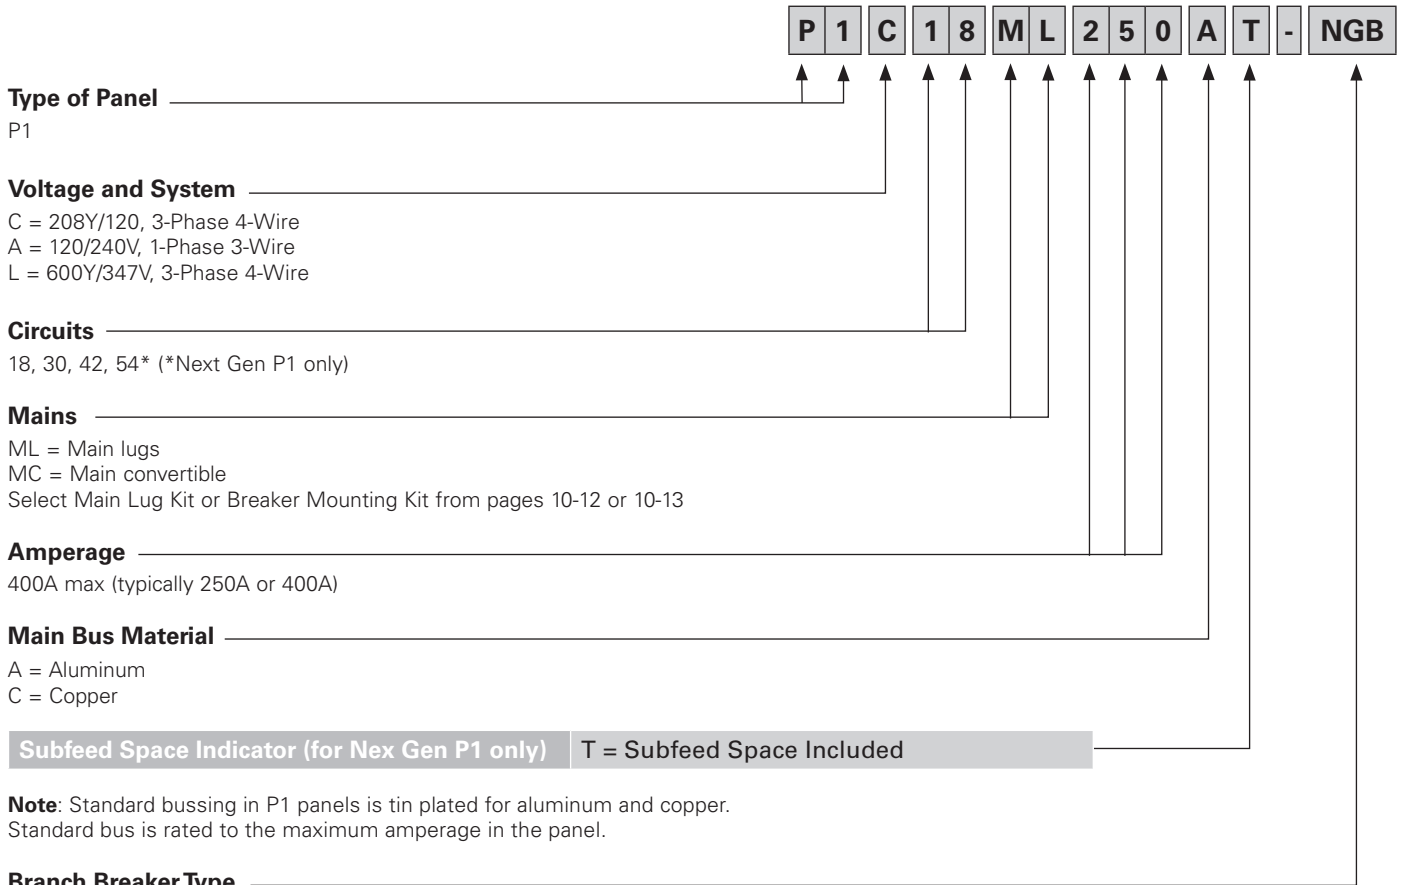 P 1 C 1 8 M L 2 5 0 A T - NGB
Type of Panel
P1
Voltage and System
C = 208Y/120, 3-Phase 4-Wire
A = 120/240V, 1-Phase 3-Wire
L = 600Y/347V, 3-Phase 4-Wire
Circuits
18, 30, 42, 54* (*Next Gen P1 only)
Mains
ML = Main lugs
MC = Main convertible
Select Main Lug Kit or Breaker Mounting Kit from pages 10-12 or 10-13
Amperage
400A max (typically 250A or 400A)
Main Bus Material
A = Aluminum
C = Copper
Subfeed Space Indicator (for Nex Gen P1 only) T = Subfeed Space Included
Note: Standard bussing in P1 panels is tin plated for aluminum and copper.
Standard bus is rated to the maximum amperage in the panel.
Branch Breaker Type